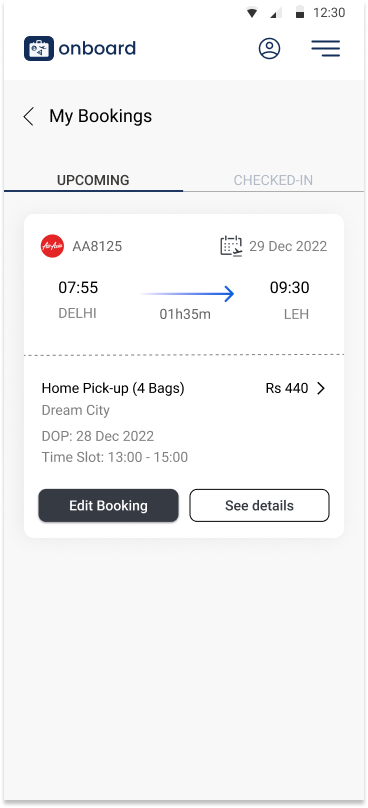 12:30
onboard
My Bookings
UPCOMING CHECKED-IN
AirAsia AA8125 29 Dec 2022
07:55 09:30
DELHI 01h35m LEH
Home Pick-up (4 Bags) Rs 440
Dream City
DOP: 28 Dec 2022
Time Slot: 13:00 - 15:00
Edit Booking See details